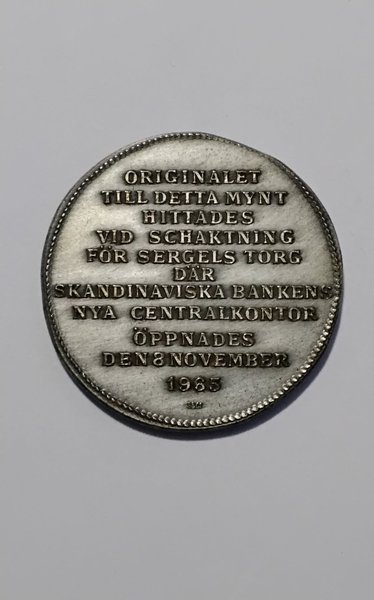 ORIGINALET
TILL DETTA MYNT
HITTADES
VID SCHAKTNING
FÖR SERGELS TORG
DÄR
SKANDINAVISKA BANKENS
NYA CENTRALKONTOR
ÖPPNADES
DEN 8 NOVEMBER
1965